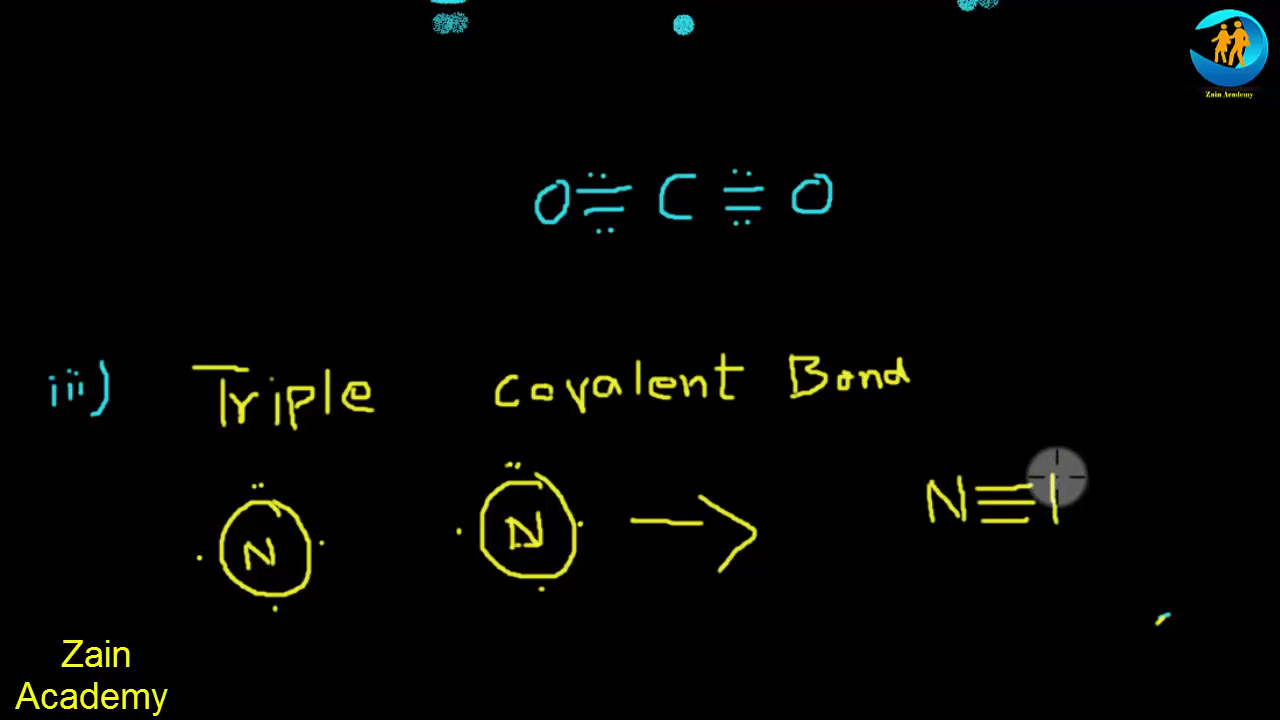 Zain Academy
O = C = O
iii) Triple covalent Bond
N N → N≡
Zain
Academy